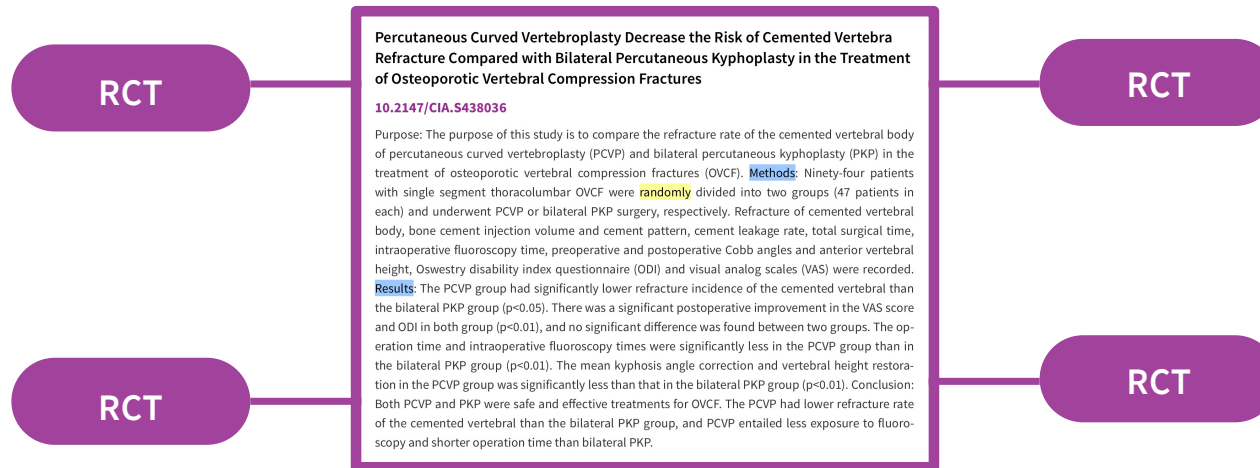 RCT
RCT
Percutaneous Curved Vertebroplasty Decrease the Risk of Cemented Vertebra
Refracture Compared with Bilateral Percutaneous Kyphoplasty in the Treatment
of Osteoporotic Vertebral Compression Fractures
10.2147/CIA.S438036
Purpose: The purpose of this study is to compare the refracture rate of the cemented vertebral body
of percutaneous curved vertebroplasty (PCVP) and bilateral percutaneous kyphoplasty (PKP) in the
treatment of osteoporotic vertebral compression fractures (OVCF). Methods: Ninety-four patients
with single segment thoracolumbar OVCF were randomly divided into two groups (47 patients in
each) and underwent PCVP or bilateral PKP surgery, respectively. Refracture of cemented vertebral
body, bone cement injection volume and cement pattern, cement leakage rate, total surgical time,
intraoperative fluoroscopy time, preoperative and postoperative Cobb angles and anterior vertebral
height, Oswestry disability index questionnaire (ODI) and visual analog scales (VAS) were recorded.
Results: The PCVP group had significantly lower refracture incidence of the cemented vertebral than
the bilateral PKP group (p<0.05). There was a significant postoperative improvement in the VAS score
and ODI in both group (p<0.01), and no significant difference was found between two groups. The op-
eration time and intraoperative fluoroscopy times were significantly less in the PCVP group than in
the bilateral PKP group (p<0.01). The mean kyphosis angle correction and vertebral height restora-
tion in the PCVP group was significantly less than that in the bilateral PKP group (p<0.01). Conclusion:
Both PCVP and PKP were safe and effective treatments for OVCF. The PCVP had lower refracture rate
of the cemented vertebral than the bilateral PKP group, and PCVP entailed less exposure to fluoro-
scopy and shorter operation time than bilateral PKP.
RCT
RCT